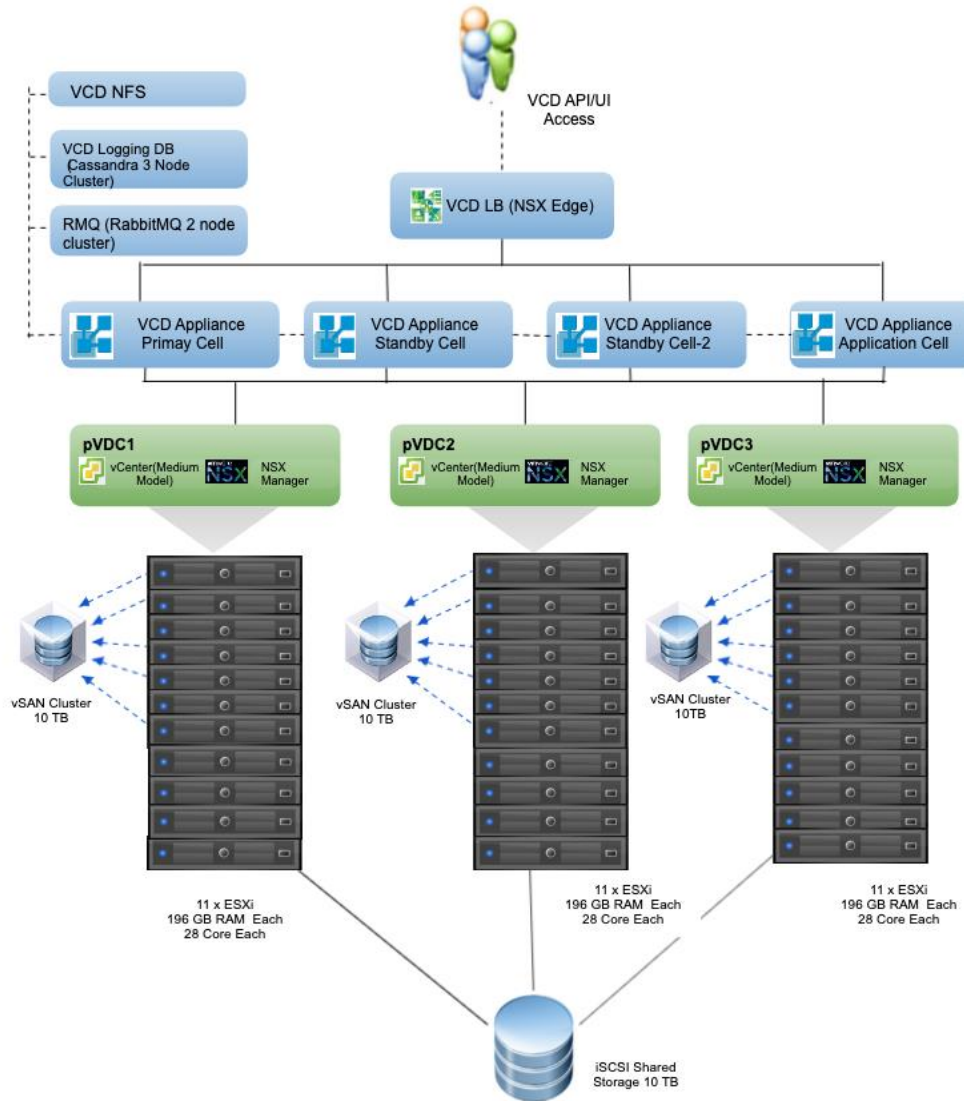 VCD API/UI
Access
VCD NFS
VCD Logging DB
(Cassandra 3 Node
Cluster)
RMQ (RabbitMQ 2 node
cluster)
VCD LB (NSX Edge)
VCD Appliance
Primay Cell
VCD Appliance
Standby Cell
VCD Appliance
Standby Cell-2
VCD Appliance
Application Cell
pVDC1
vCenter(Medium
Model)
NSX
NSX
Manager
pVDC2
vCenter(Medium
Model)
NSX
NSX
Manager
pVDC3
vCenter(Medium
Model)
NSX
NSX
Manager
vSAN Cluster
10 TB
vSAN Cluster
10 TB
vSAN Cluster
10TB
11 x ESXi
196 GB RAM Each
28 Core Each
11 x ESXi
196 GB RAM Each
28 Core Each
11 x ESXi
196 GB RAM Each
28 Core Each
iSCSI Shared
Storage 10 TB